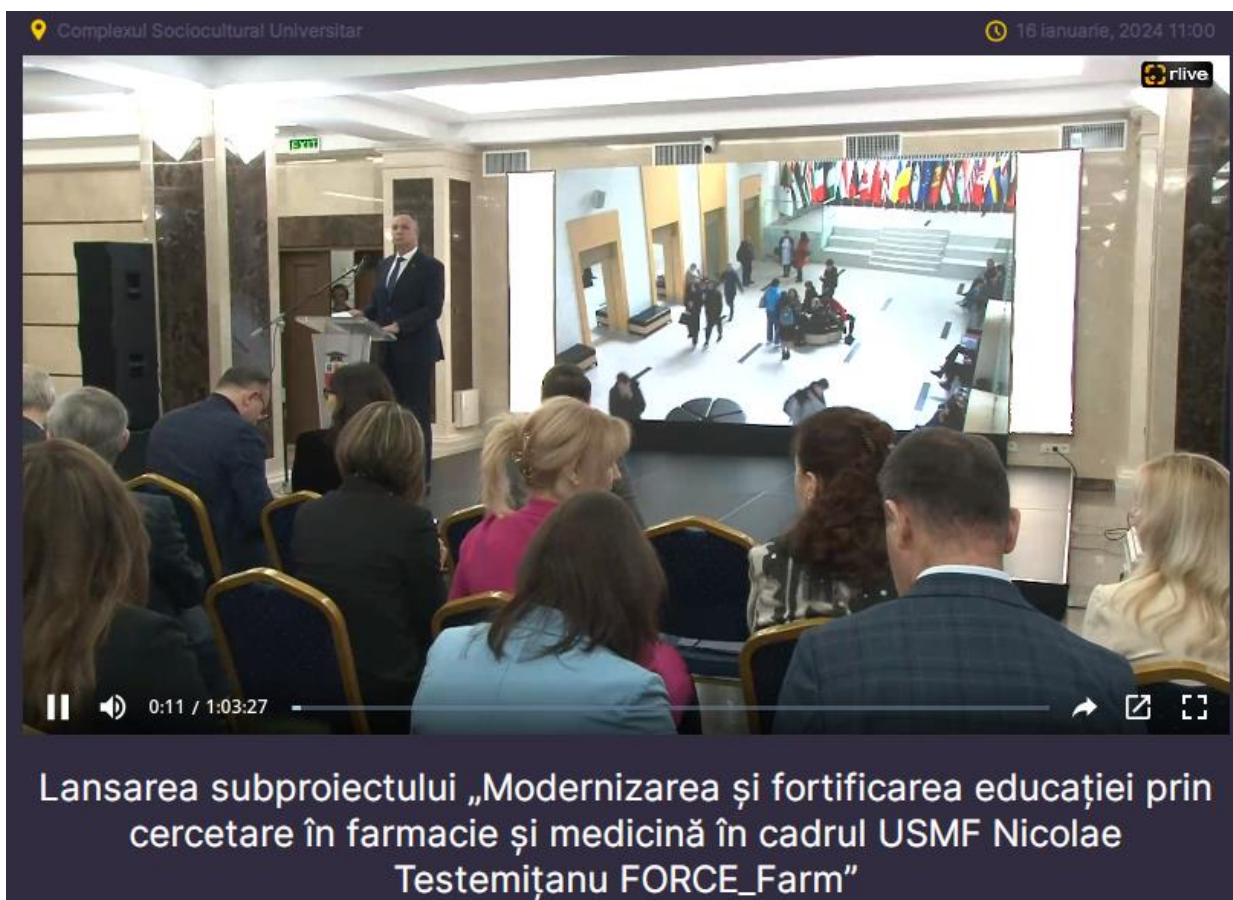 Complexul Sociocultural Universitar
16 ianuarie, 2024 11:00
rlive
EXIT
0:11 / 1:03:27
Lansarea subproiectului „Modernizarea și fortificarea educației prin
cercetare în farmacie și medicină în cadrul USMF Nicolae
Testemițanu FORCE_Farm”